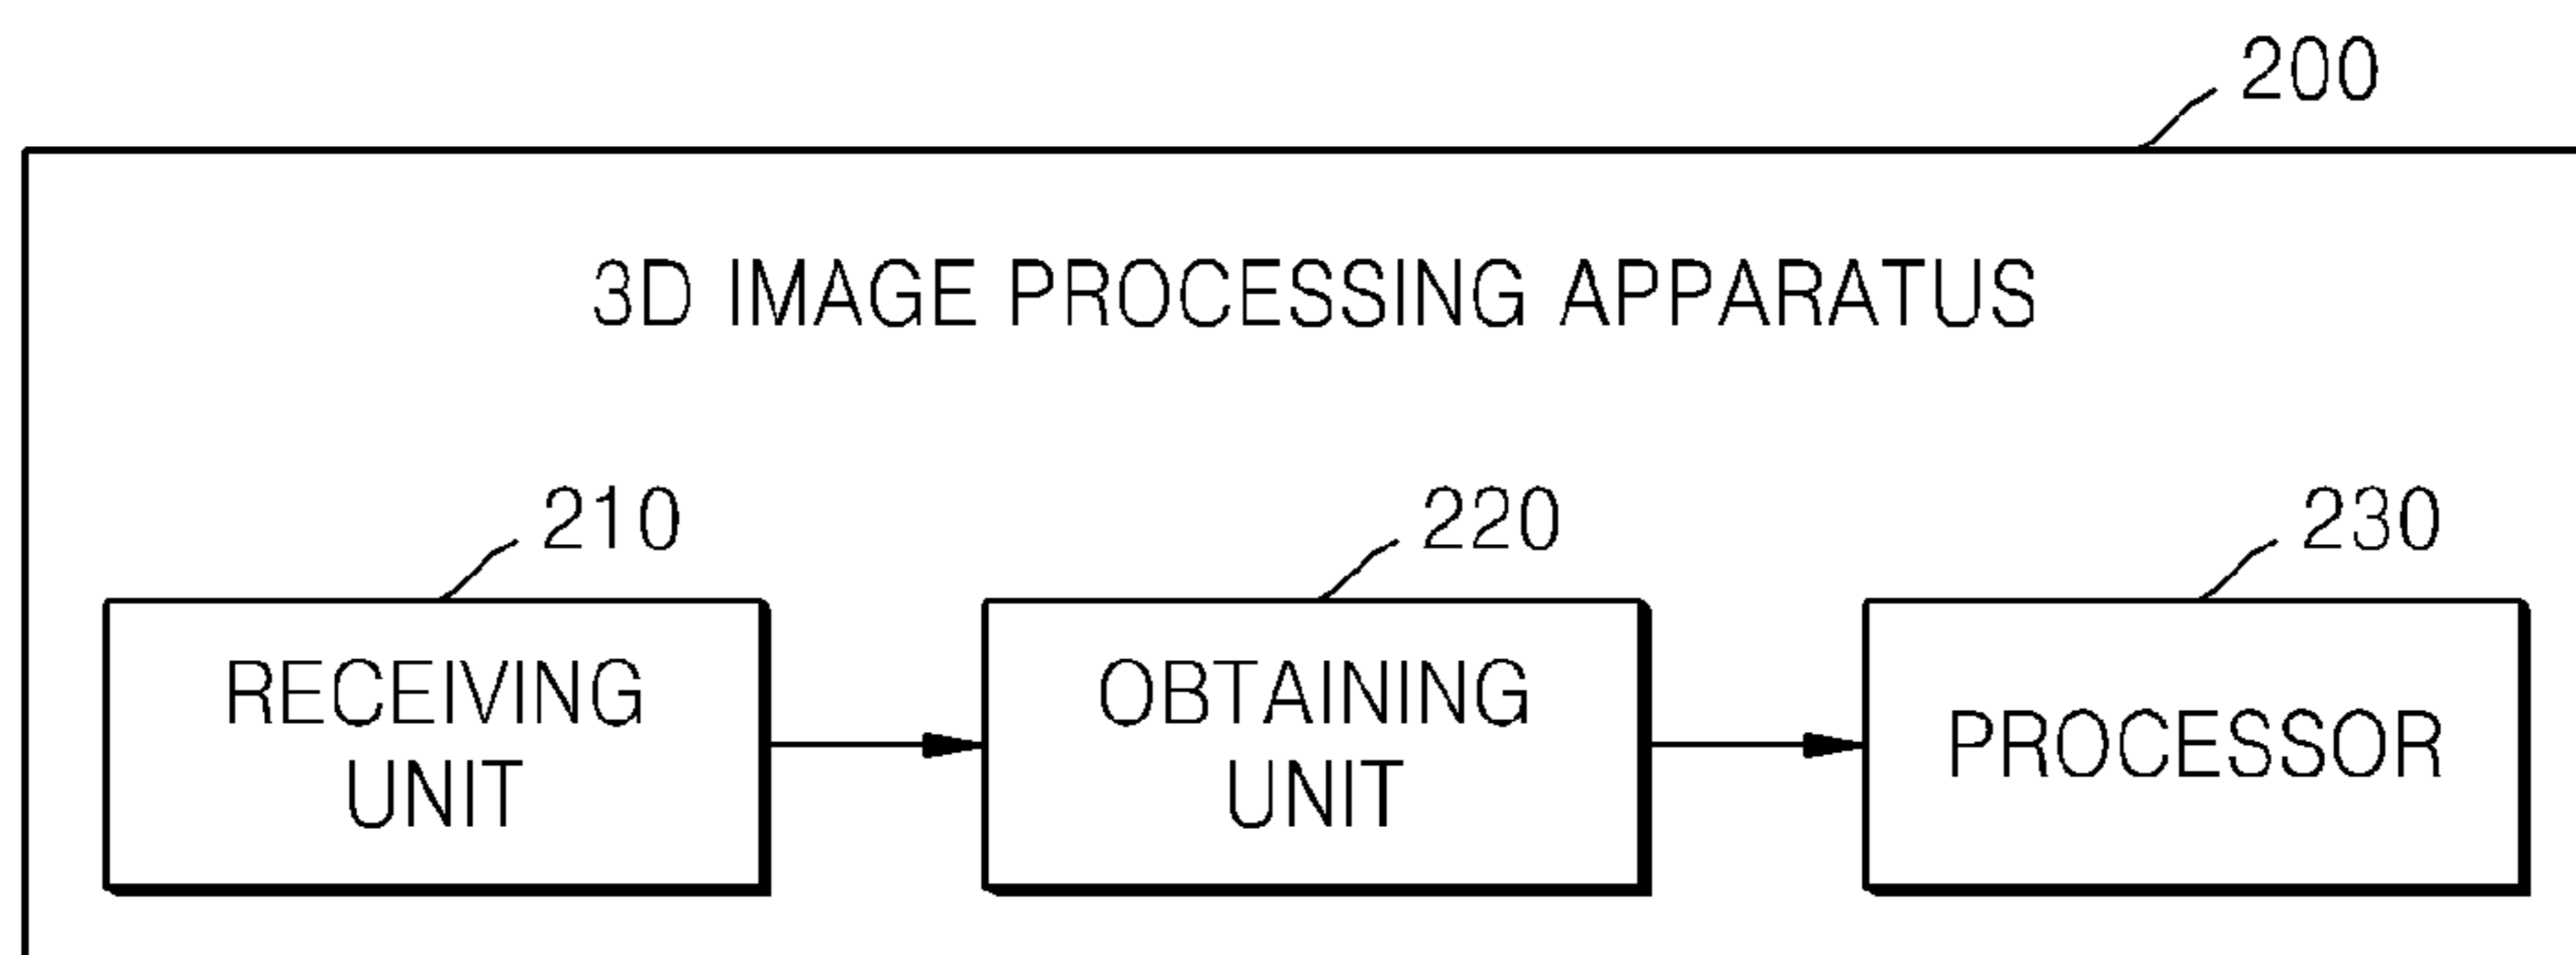 200
3D IMAGE PROCESSING APPARATUS
210
220
230
RECEIVING
UNIT
OBTAINING
UNIT
PROCESSOR